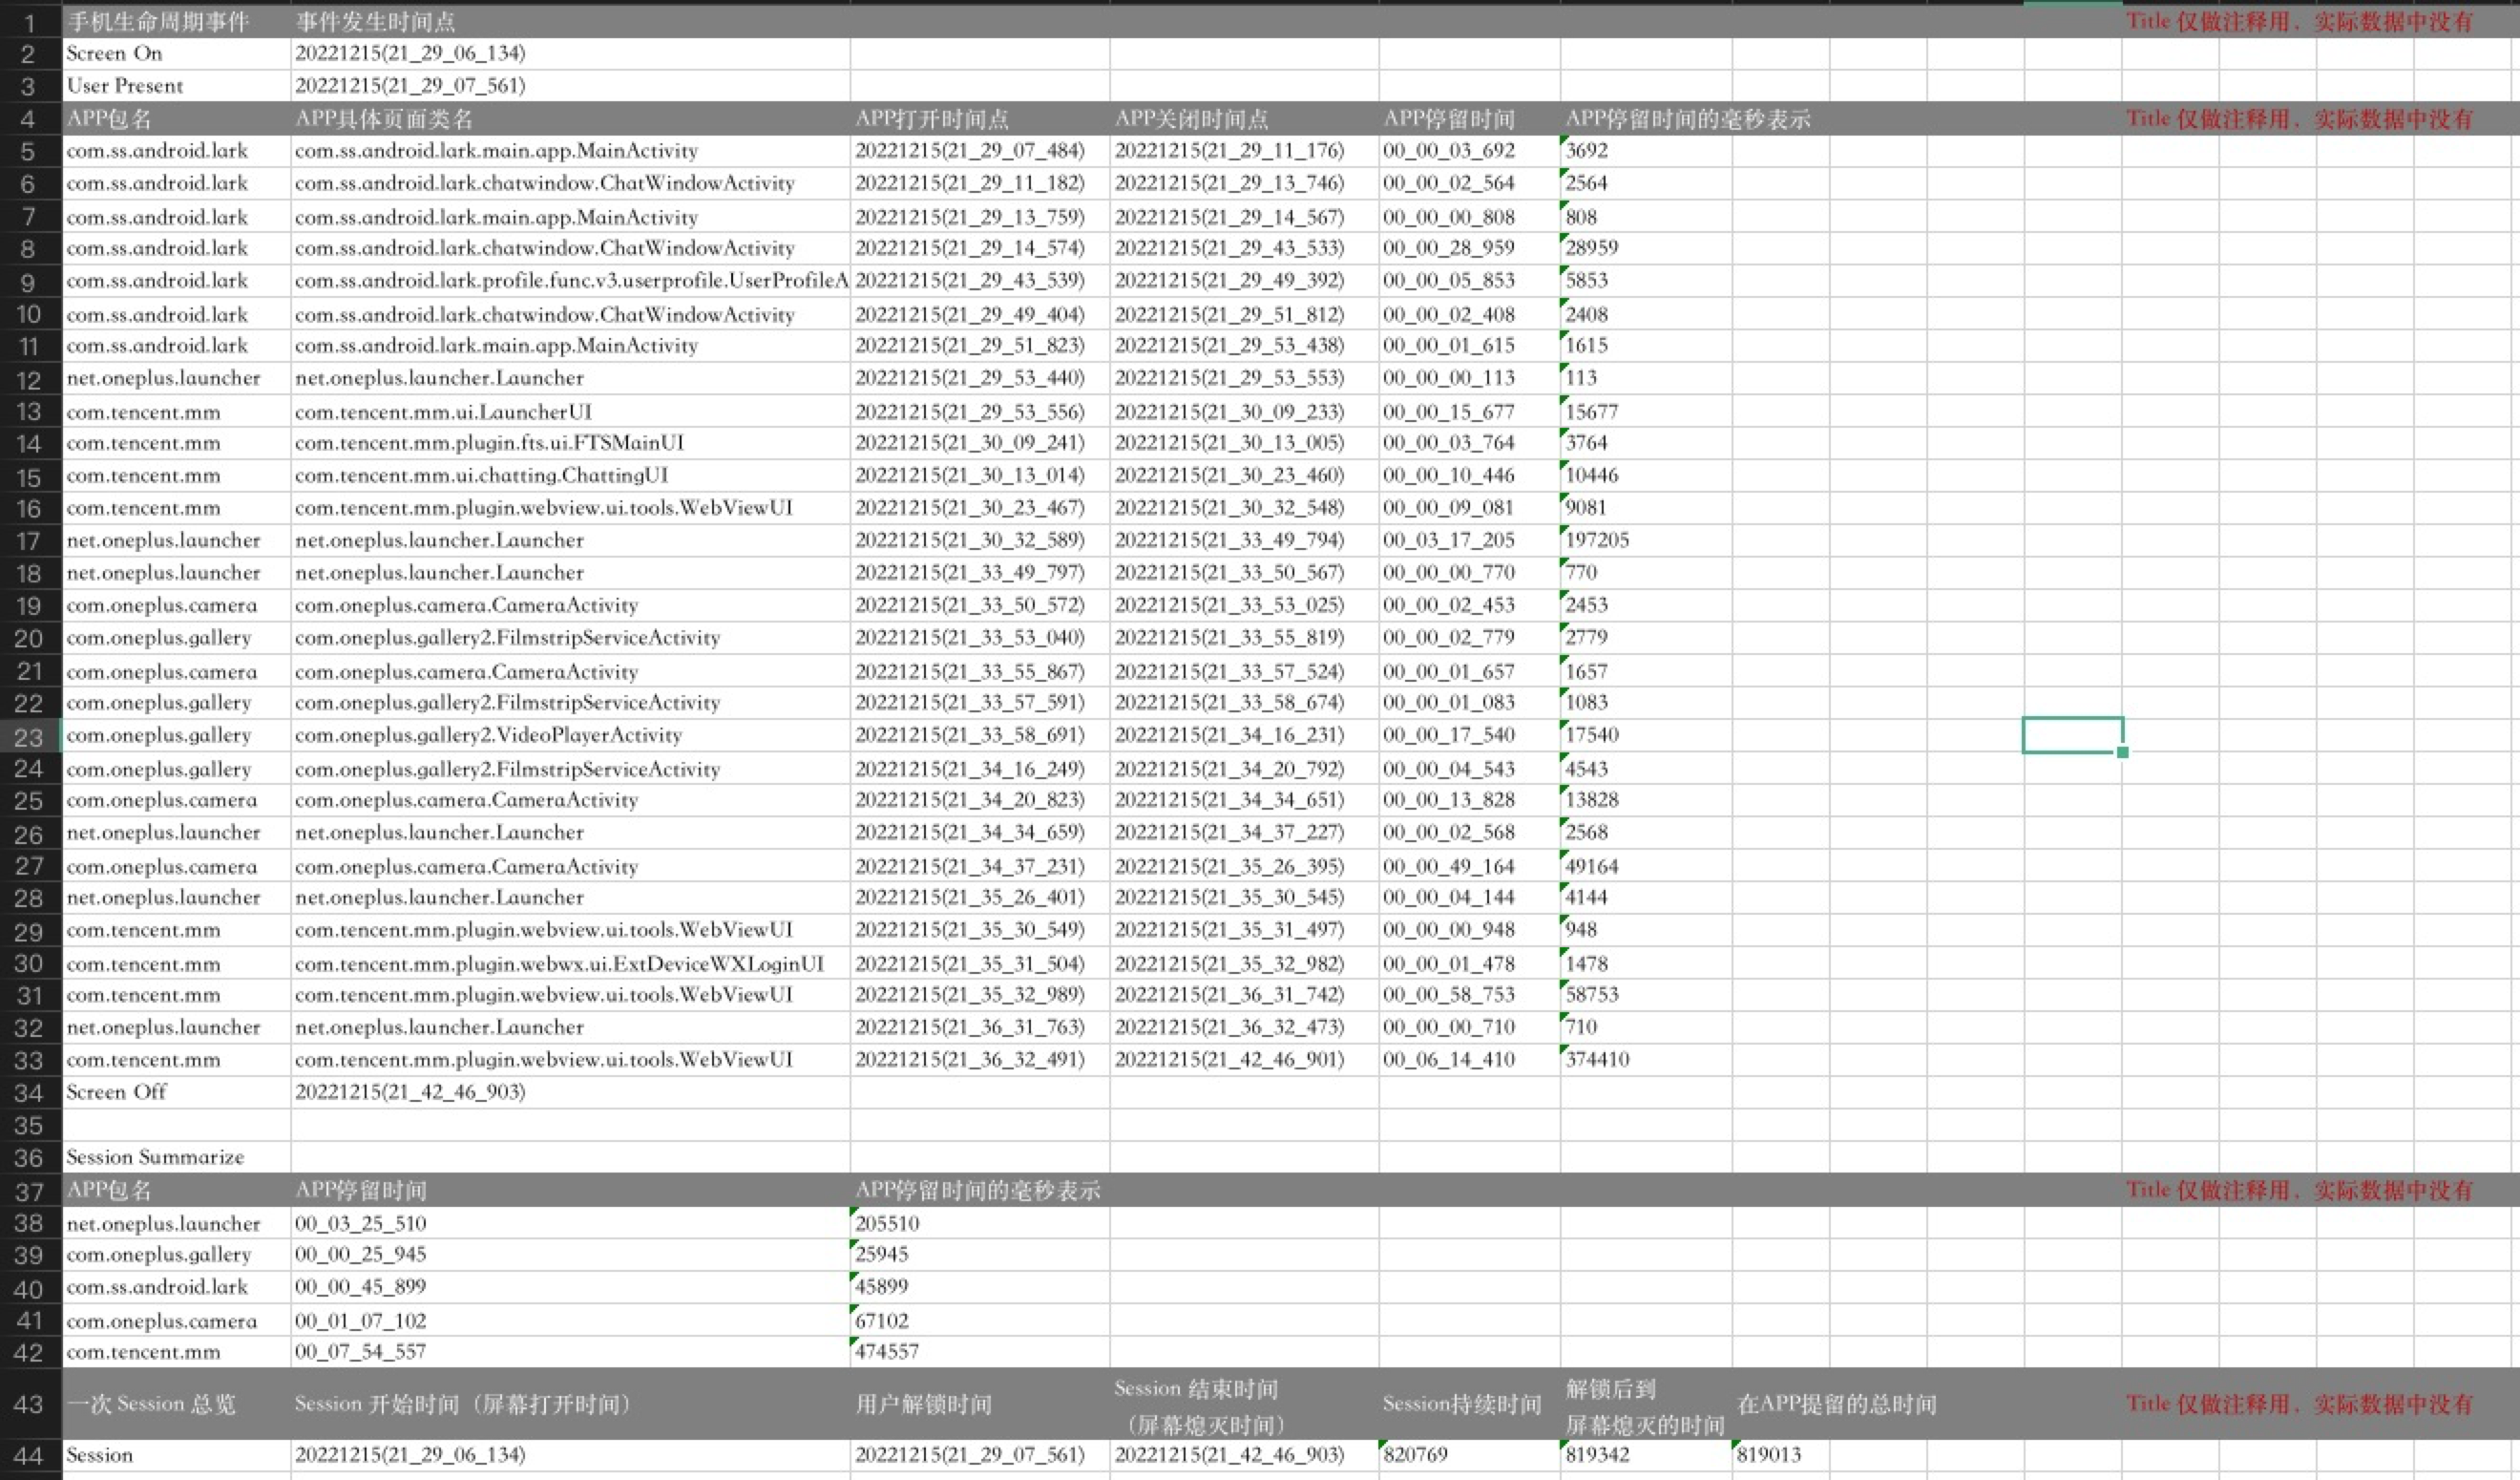 1 手机生命周期事件 事件发生时间点 Title 仅做注释用，实际数据中没有
2 Screen On 20221215(21_29_06_134)
3 User Present 20221215(21_29_07_561)
4 APP包名 APP具体页面类名 APP打开时间点 APP关闭时间点 APP停留时间 APP停留时间的毫秒表示 Title 仅做注释用，实际数据中没有
5 com.ss.android.lark com.ss.android.lark.main.app.MainActivity 20221215(21_29_07_484) 20221215(21_29_11_176) 00_00_03_692 3692
6 com.ss.android.lark com.ss.android.lark.chatwindow.ChatWindowActivity 20221215(21_29_11_182) 20221215(21_29_13_746) 00_00_02_564 2564
7 com.ss.android.lark com.ss.android.lark.main.app.MainActivity 20221215(21_29_13_759) 20221215(21_29_14_567) 00_00_00_808 808
8 com.ss.android.lark com.ss.android.lark.chatwindow.ChatWindowActivity 20221215(21_29_14_574) 20221215(21_29_43_533) 00_00_28_959 28959
9 com.ss.android.lark com.ss.android.lark.profile.func.v3.userprofile.UserProfileA 20221215(21_29_43_539) 20221215(21_29_49_392) 00_00_05_853 5853
10 com.ss.android.lark com.ss.android.lark.chatwindow.ChatWindowActivity 20221215(21_29_49_404) 20221215(21_29_51_812) 00_00_02_408 2408
11 com.ss.android.lark com.ss.android.lark.main.app.MainActivity 20221215(21_29_51_823) 20221215(21_29_53_438) 00_00_01_615 1615
12 net.oneplus.launcher net.oneplus.launcher.Launcher 20221215(21_29_53_440) 20221215(21_29_53_553) 00_00_00_113 113
13 com.tencent.mm com.tencent.mm.ui.LauncherUI 20221215(21_29_53_556) 20221215(21_30_09_233) 00_00_15_677 15677
14 com.tencent.mm com.tencent.mm.plugin.fts.ui.FTSMainUI 20221215(21_30_09_241) 20221215(21_30_13_005) 00_00_03_764 3764
15 com.tencent.mm com.tencent.mm.ui.chatting.ChattingUI 20221215(21_30_13_014) 20221215(21_30_23_460) 00_00_10_446 10446
16 com.tencent.mm com.tencent.mm.plugin.webview.ui.tools.WebViewUI 20221215(21_30_23_467) 20221215(21_30_32_548) 00_00_09_081 9081
17 net.oneplus.launcher net.oneplus.launcher.Launcher 20221215(21_30_32_589) 20221215(21_33_49_794) 00_03_17_205 197205
18 net.oneplus.launcher net.oneplus.launcher.Launcher 20221215(21_33_49_797) 20221215(21_33_50_567) 00_00_00_770 770
19 com.oneplus.camera com.oneplus.camera.CameraActivity 20221215(21_33_50_572) 20221215(21_33_53_025) 00_00_02_453 2453
20 com.oneplus.gallery com.oneplus.gallery2.FilmstripServiceActivity 20221215(21_33_53_040) 20221215(21_33_55_819) 00_00_02_779 2779
21 com.oneplus.camera com.oneplus.camera.CameraActivity 20221215(21_33_55_867) 20221215(21_33_57_524) 00_00_01_657 1657
22 com.oneplus.gallery com.oneplus.gallery2.FilmstripServiceActivity 20221215(21_33_57_591) 20221215(21_33_58_674) 00_00_01_083 1083
23 com.oneplus.gallery com.oneplus.gallery2.VideoPlayerActivity 20221215(21_33_58_691) 20221215(21_34_16_231) 00_00_17_540 17540
24 com.oneplus.gallery com.oneplus.gallery2.FilmstripServiceActivity 20221215(21_34_16_249) 20221215(21_34_20_792) 00_00_04_543 4543
25 com.oneplus.camera com.oneplus.camera.CameraActivity 20221215(21_34_20_823) 20221215(21_34_34_651) 00_00_13_828 13828
26 net.oneplus.launcher net.oneplus.launcher.Launcher 20221215(21_34_34_659) 20221215(21_34_37_227) 00_00_02_568 2568
27 com.oneplus.camera com.oneplus.camera.CameraActivity 20221215(21_34_37_231) 20221215(21_35_26_395) 00_00_49_164 49164
28 net.oneplus.launcher net.oneplus.launcher.Launcher 20221215(21_35_26_401) 20221215(21_35_30_545) 00_00_04_144 4144
29 com.tencent.mm com.tencent.mm.plugin.webview.ui.tools.WebViewUI 20221215(21_35_30_549) 20221215(21_35_31_497) 00_00_00_948 948
30 com.tencent.mm com.tencent.mm.plugin.webwx.ui.ExtDeviceWXLoginUI 20221215(21_35_31_504) 20221215(21_35_32_982) 00_00_01_478 1478
31 com.tencent.mm com.tencent.mm.plugin.webview.ui.tools.WebViewUI 20221215(21_35_32_989) 20221215(21_36_31_742) 00_00_58_753 58753
32 net.oneplus.launcher net.oneplus.launcher.Launcher 20221215(21_36_31_763) 20221215(21_36_32_473) 00_00_00_710 710
33 com.tencent.mm com.tencent.mm.plugin.webview.ui.tools.WebViewUI 20221215(21_36_32_491) 20221215(21_42_46_901) 00_06_14_410 374410
34 Screen Off 20221215(21_42_46_903)
35
36 Session Summarize
37 APP包名 APP停留时间 APP停留时间的毫秒表示 Title 仅做注释用，实际数据中没有
38 net.oneplus.launcher 00_03_25_510 205510
39 com.oneplus.gallery 00_00_25_945 25945
40 com.ss.android.lark 00_00_45_899 45899
41 com.oneplus.camera 00_01_07_102 67102
42 com.tencent.mm 00_07_54_557 474557
43 一次 Session 总览 Session 开始时间（屏幕打开时间） 用户解锁时间 Session 结束时间 （屏幕熄灭时间） Session持续时间 解锁后到 屏幕熄灭的时间 在APP提留的总时间 Title 仅做注释用，实际数据中没有
44 Session 20221215(21_29_06_134) 20221215(21_29_07_561) 20221215(21_42_46_903) 820769 819342 819013